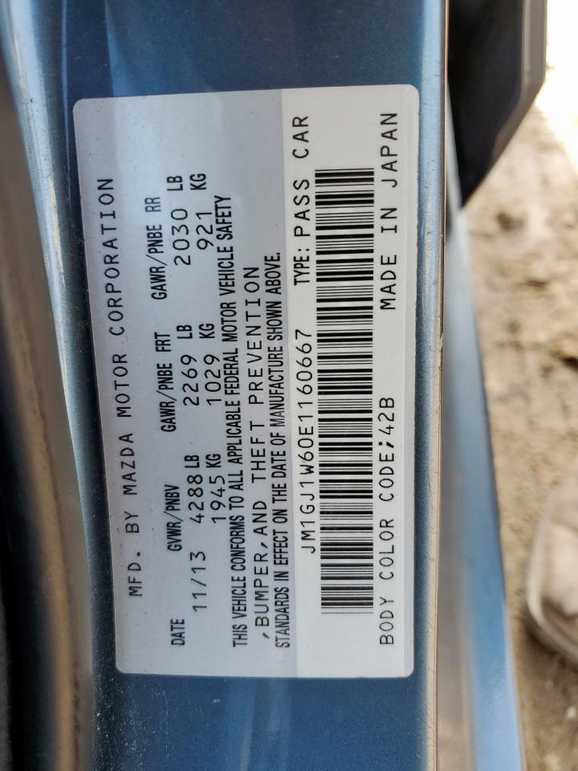 MFD. BY MAZDA MOTOR CORPORATION
DATE GVWR/PNBV GAWR/PNBE FRT GAWR/PNBE RR
11/13 4288 LB 2269 LB 2030 LB
1945 KG 1029 KG 921 KG
THIS VEHICLE CONFORMS TO ALL APPLICABLE FEDERAL MOTOR VEHICLE SAFETY
,BUMPER, AND THEFT PREVENTION
STANDARDS IN EFFECT ON THE DATE OF MANUFACTURE SHOWN ABOVE.
JM1GJ1W60E1160667 TYPE: PASS CAR
BODY COLOR CODE;42B MADE IN JAPAN